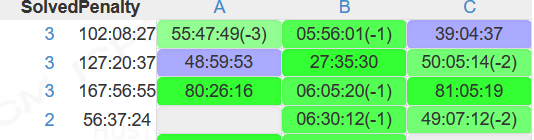 Solved Penalty A B C
3 102:08:27 55:47:49(-3) 05:56:01(-1) 39:04:37
3 127:20:37 48:59:53 27:35:30 50:05:14(-2)
3 167:56:55 80:26:16 06:05:20(-1) 81:05:19
2 56:37:24 06:30:12(-1) 49:07:12(-2)